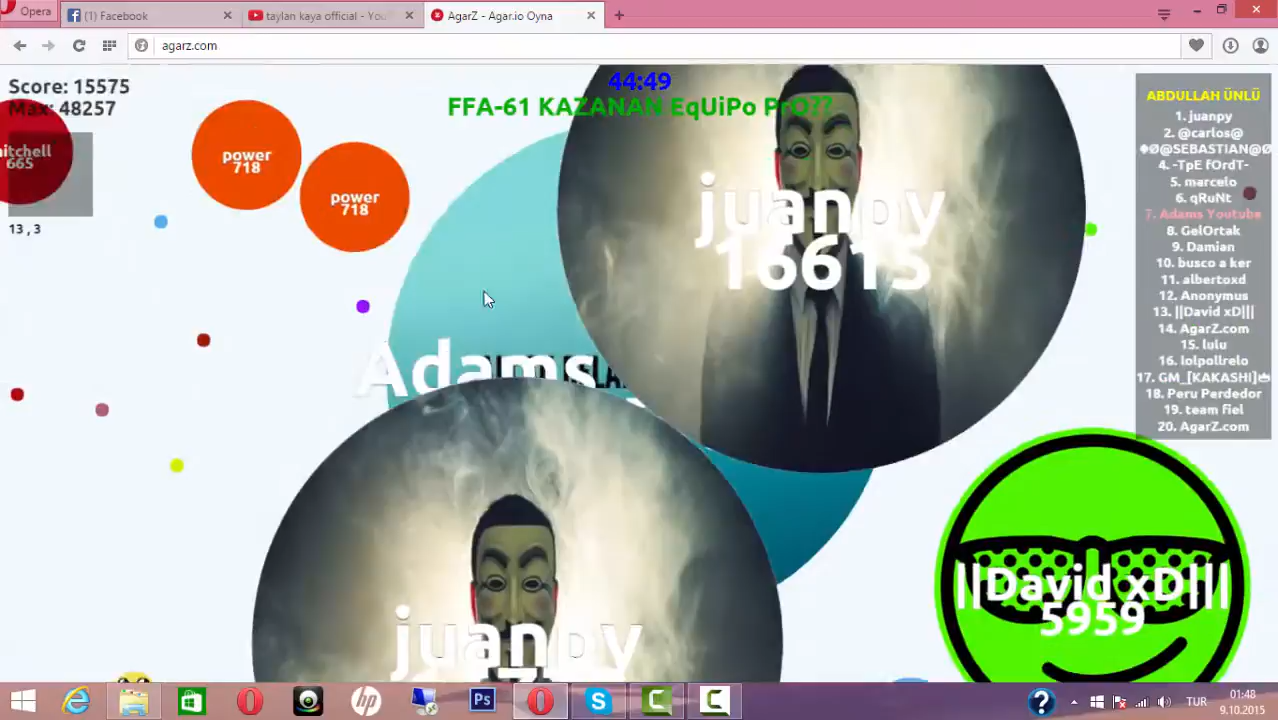 Opera
(1) Facebook
taylan kaya official - You
AgarZ - Agar.io Oyna
agarz.com
Score: 15575
Max: 48257
44:49
FFA-61 KAZANAN EqUiPo PrO??
mitchell
665
13 , 3
power
718
power
718
juanpy
16615
Adams
juanpy
||David xD|||
5959
ABDULLAH ÜNLÜ
1. juanpy
2. @carlos@
Ø@SEBASTIAN@Ø
4. -TpE fOrdT-
5. marcelo
6. qRuNt
7. Adams Youtube
8. GelOrtak
9. Damian
10. busco a ker
11. albertoxd
12. Anonymus
13. ||David xD|||
14. AgarZ.com
15. lulu
16. lolpollrelo
17. GM_[KAKASHI]
18. Peru Perdedor
19. team fiel
20. AgarZ.com
hp
Ps
TUR
01:48
9.10.2015